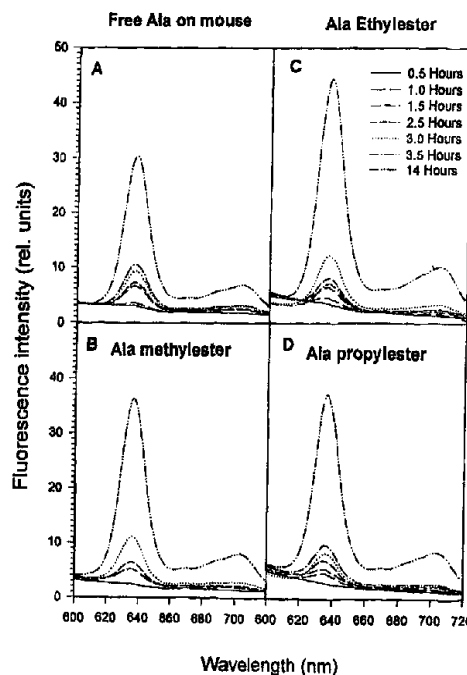 Free Ala on mouse
Ala Ethylester
A
C
0.5 Hours
1.0 Hours
1.5 Hours
2.5 Hours
3.0 Hours
3.5 Hours
14 Hours
50
40
30
20
10
0
B
Ala methylester
D
Ala propylester
40
30
20
10
0
600 620 640 660 680 700 600 620 640 660 680 700 720
Fluorescence intensity (rel. units)
Wavelength (nm)